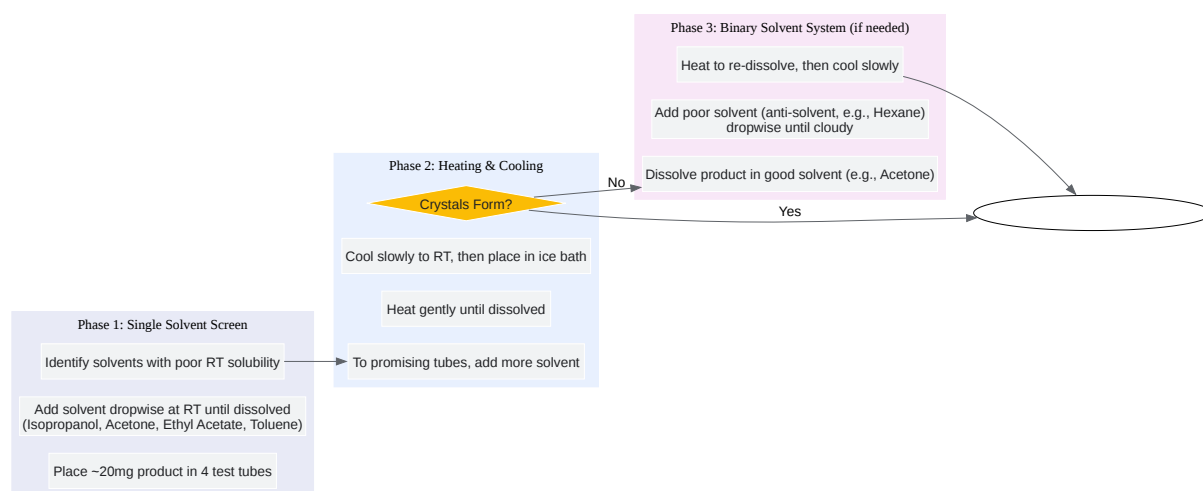 Phase 3: Binary Solvent System (if needed)
Heat to re-dissolve, then cool slowly
Add poor solvent (anti-solvent, e.g., Hexane)
dropwise until cloudy
Dissolve product in good solvent (e.g., Acetone)
Phase 2: Heating & Cooling
Crystals Form?
No
Yes
Cool slowly to RT, then place in ice bath
Heat gently until dissolved
To promising tubes, add more solvent
Phase 1: Single Solvent Screen
Identify solvents with poor RT solubility
Add solvent dropwise at RT until dissolved
(Isopropanol, Acetone, Ethyl Acetate, Toluene)
Place ~20mg product in 4 test tubes